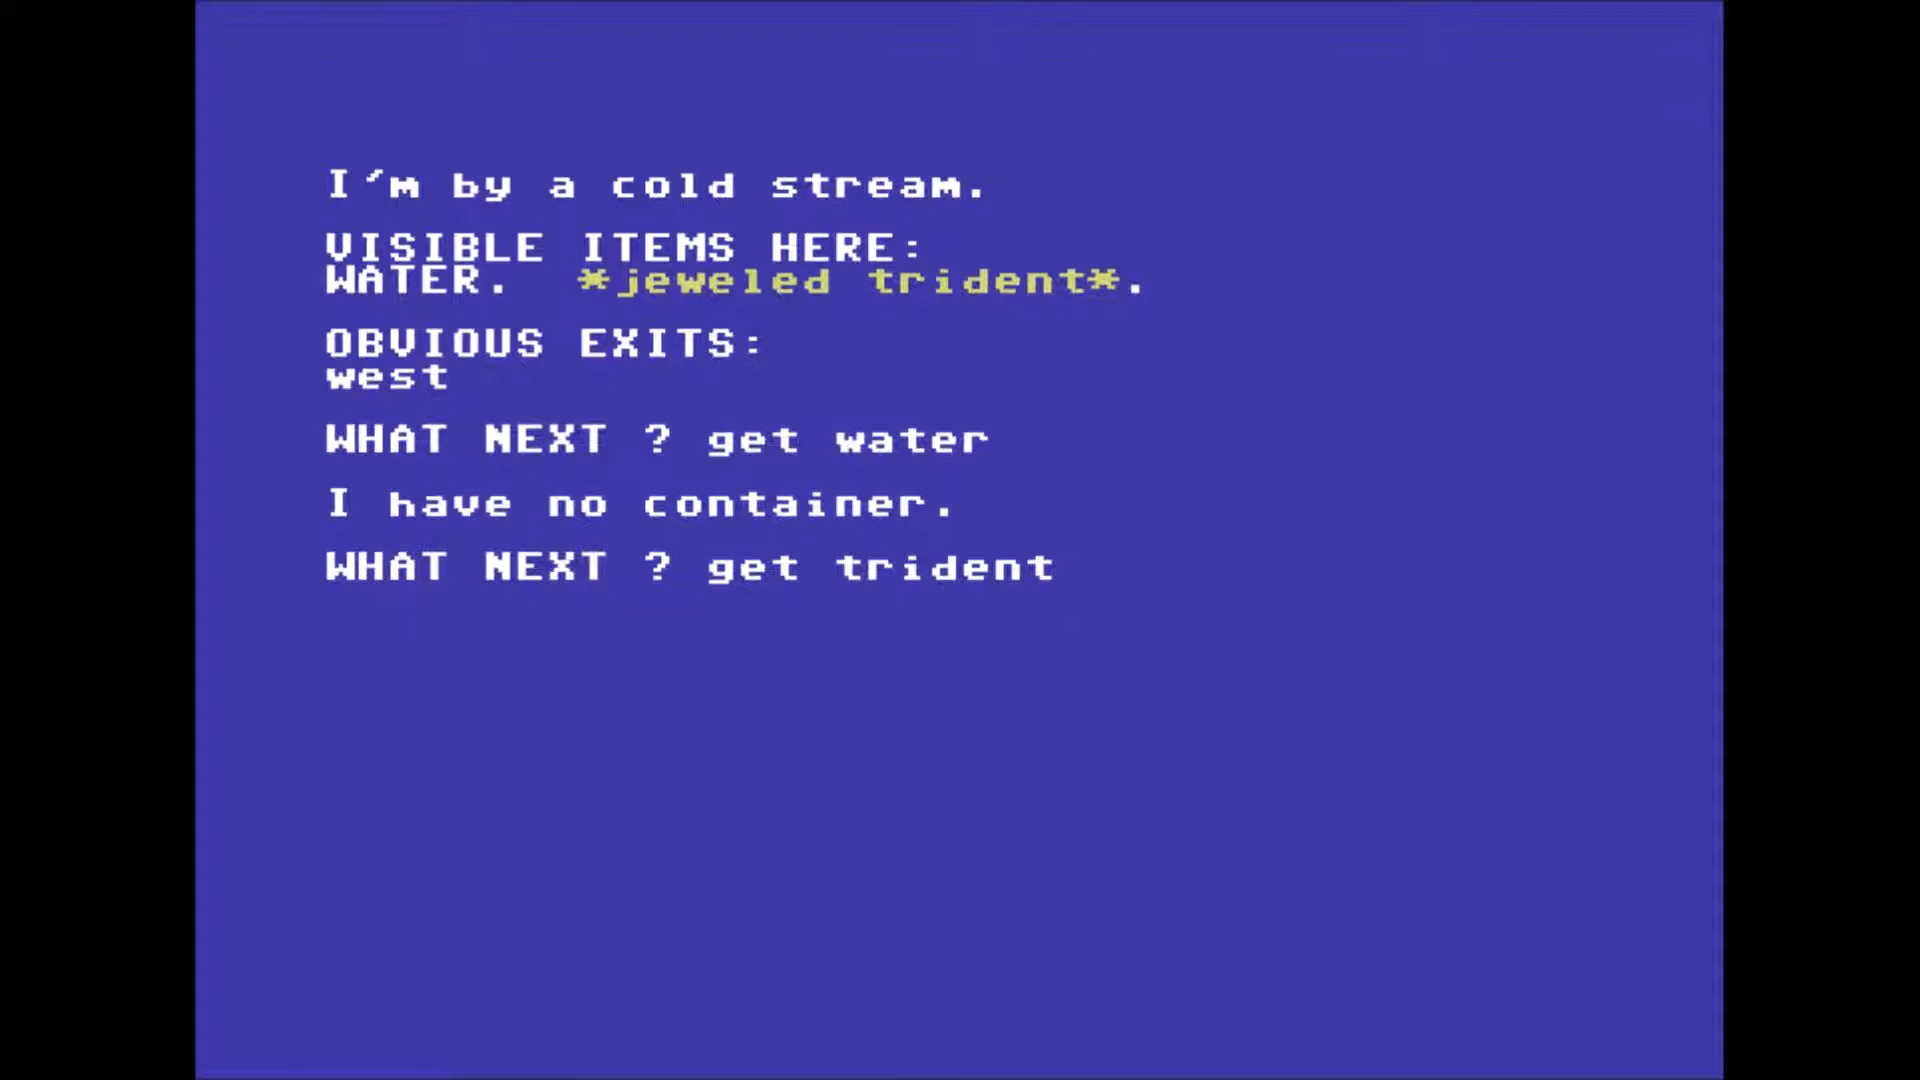 I'm by a cold stream.
VISIBLE ITEMS HERE:
WATER. *jeweled trident*.
OBVIOUS EXITS:
west
WHAT NEXT ? get water
I have no container.
WHAT NEXT ? get trident